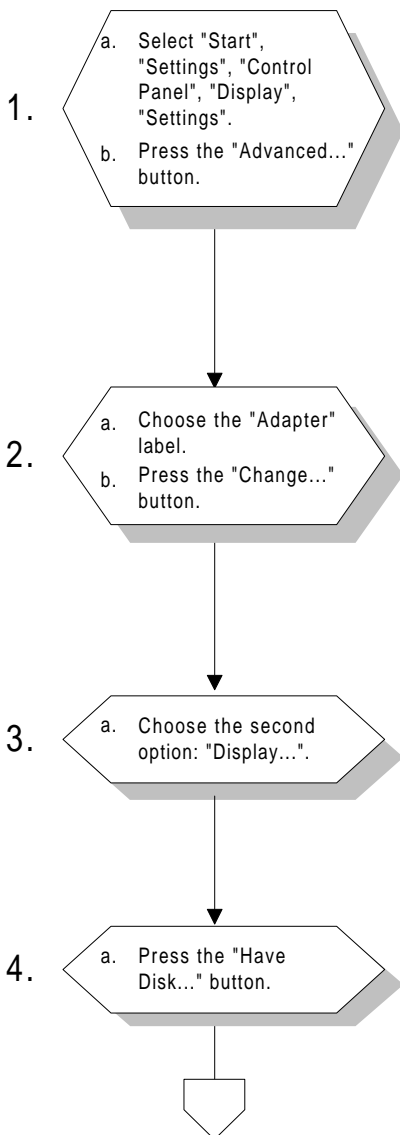 1.
a. Select "Start",
"Settings", "Control
Panel", "Display",
"Settings".
b. Press the "Advanced..."
button.
2.
a. Choose the "Adapter"
label.
b. Press the "Change..."
button.
3.
a. Choose the second
option: "Display...".
4.
a. Press the "Have
Disk..." button.